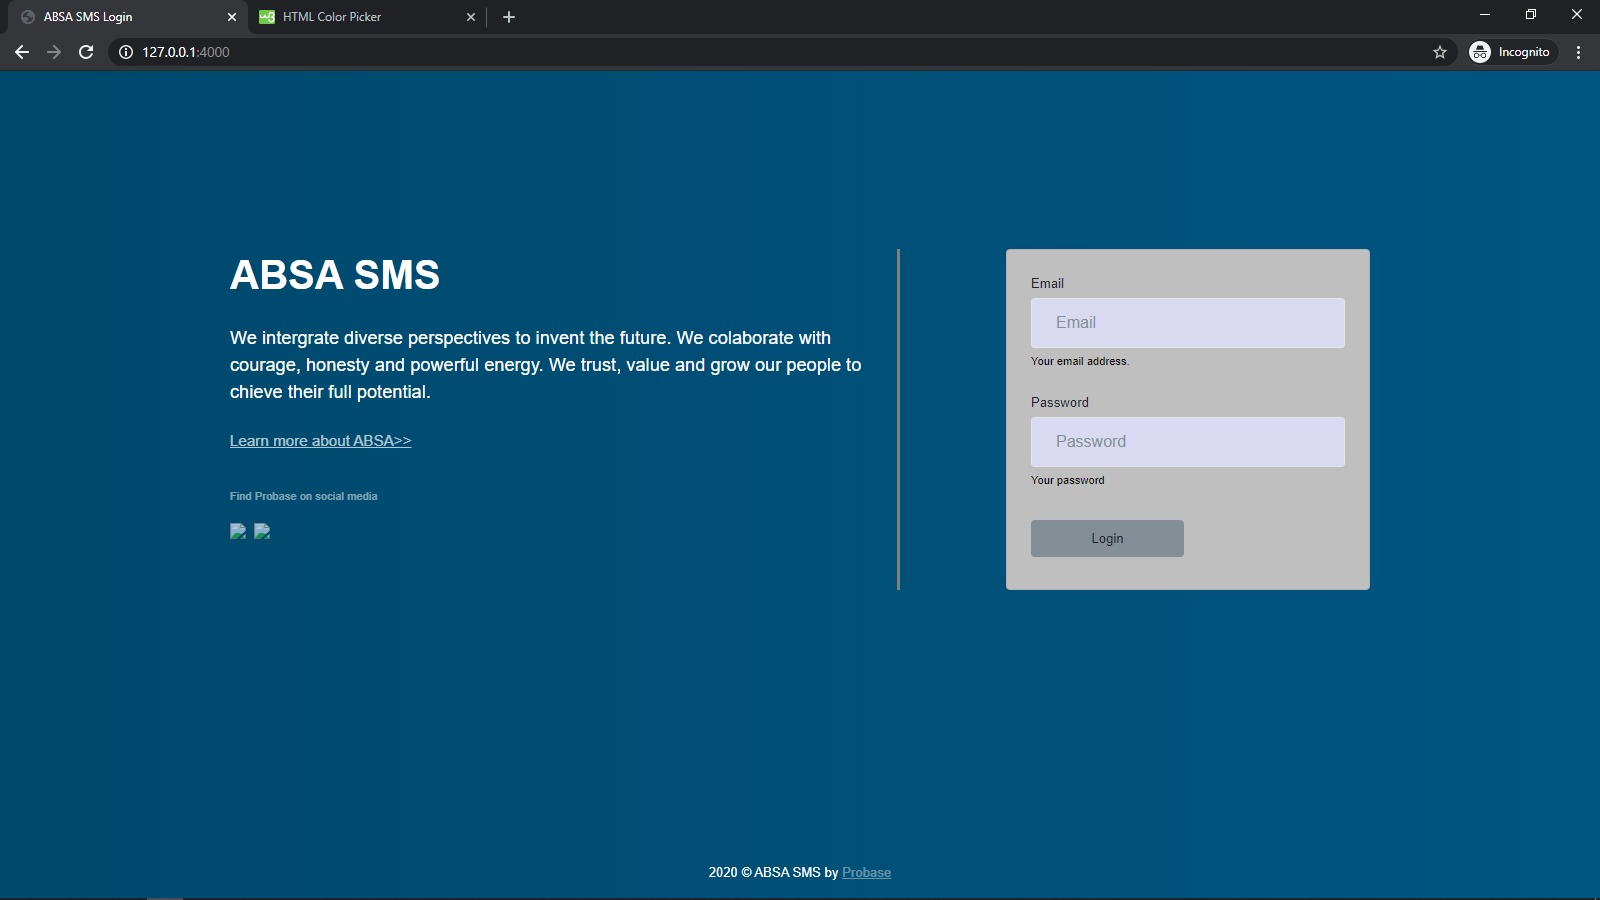 ABSA SMS Login
HTML Color Picker
127.0.0.1:4000
Incognito
ABSA SMS
We intergrate diverse perspectives to invent the future. We colaborate with
courage, honesty and powerful energy. We trust, value and grow our people to
chieve their full potential.
Learn more about ABSA>>
Find Probase on social media
Email
Email
Your email address.
Password
Password
Your password
Login
2020 © ABSA SMS by Probase